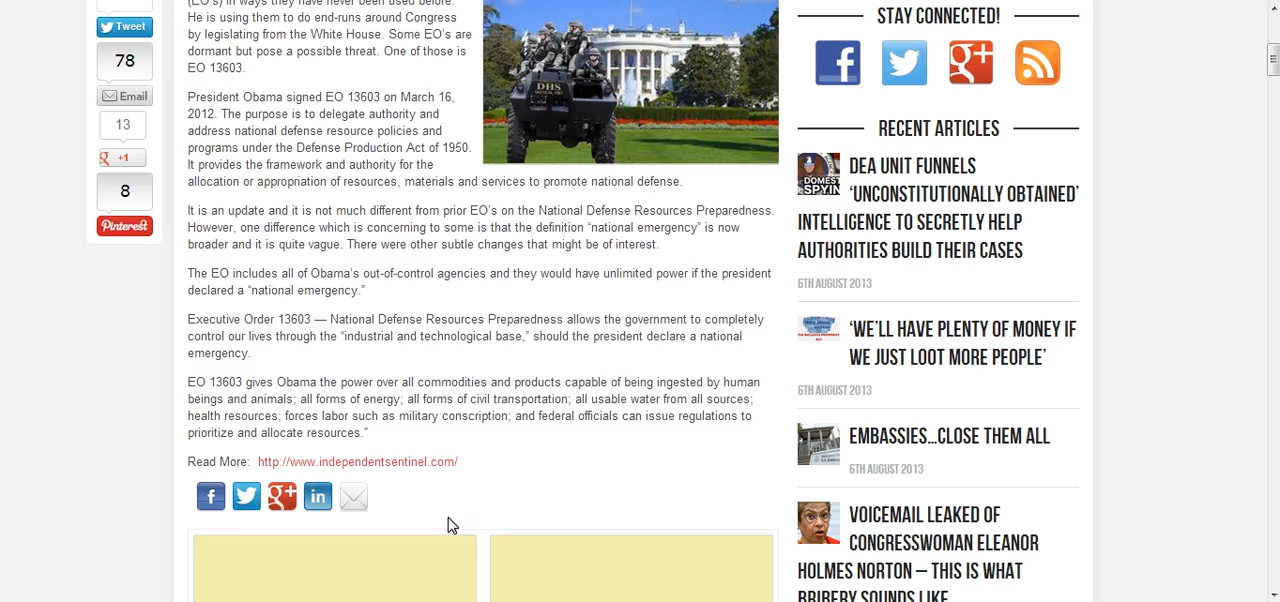 (EO's) in ways they have never been used before.
He is using them to do end-runs around Congress
by legislating from the White House. Some EO's are
dormant but pose a possible threat. One of those is
EO 13603.
President Obama signed EO 13603 on March 16,
2012. The purpose is to delegate authority and
address national defense resource policies and
programs under the Defense Production Act of 1950.
It provides the framework and authority for the
allocation or appropriation of resources, materials and services to promote national defense.
It is an update and it is not much different from prior EO's on the National Defense Resources Preparedness.
However, one difference which is concerning to some is that the definition “national emergency” is now
broader and it is quite vague. There were other subtle changes that might be of interest.
The EO includes all of Obama's out-of-control agencies and they would have unlimited power if the president
declared a “national emergency.”
Executive Order 13603 — National Defense Resources Preparedness allows the government to completely
control our lives through the “industrial and technological base,” should the president declare a national
emergency.
EO 13603 gives Obama the power over all commodities and products capable of being ingested by human
beings and animals; all forms of energy; all forms of civil transportation; all usable water from all sources;
health resources; forces labor such as military conscription; and federal officials can issue regulations to
prioritize and allocate resources.”
Read More: http://www.independentsentinel.com/
Tweet
78
Email
13
g +1
8
Pinterest
DHS
f
g+
in
STAY CONNECTED!
f
g+
RECENT ARTICLES
DOMEST
SPYIN
DEA UNIT FUNNELS
‘UNCONSTITUTIONALLY OBTAINED’
INTELLIGENCE TO SECRETLY HELP
AUTHORITIES BUILD THEIR CASES
6TH AUGUST 2013
‘WE’LL HAVE PLENTY OF MONEY IF
WE JUST LOOT MORE PEOPLE’
6TH AUGUST 2013
EMBASSIES...CLOSE THEM ALL
6TH AUGUST 2013
VOICEMAIL LEAKED OF
CONGRESSWOMAN ELEANOR
HOLMES NORTON – THIS IS WHAT
BRIBERY SOUNDS LIKE